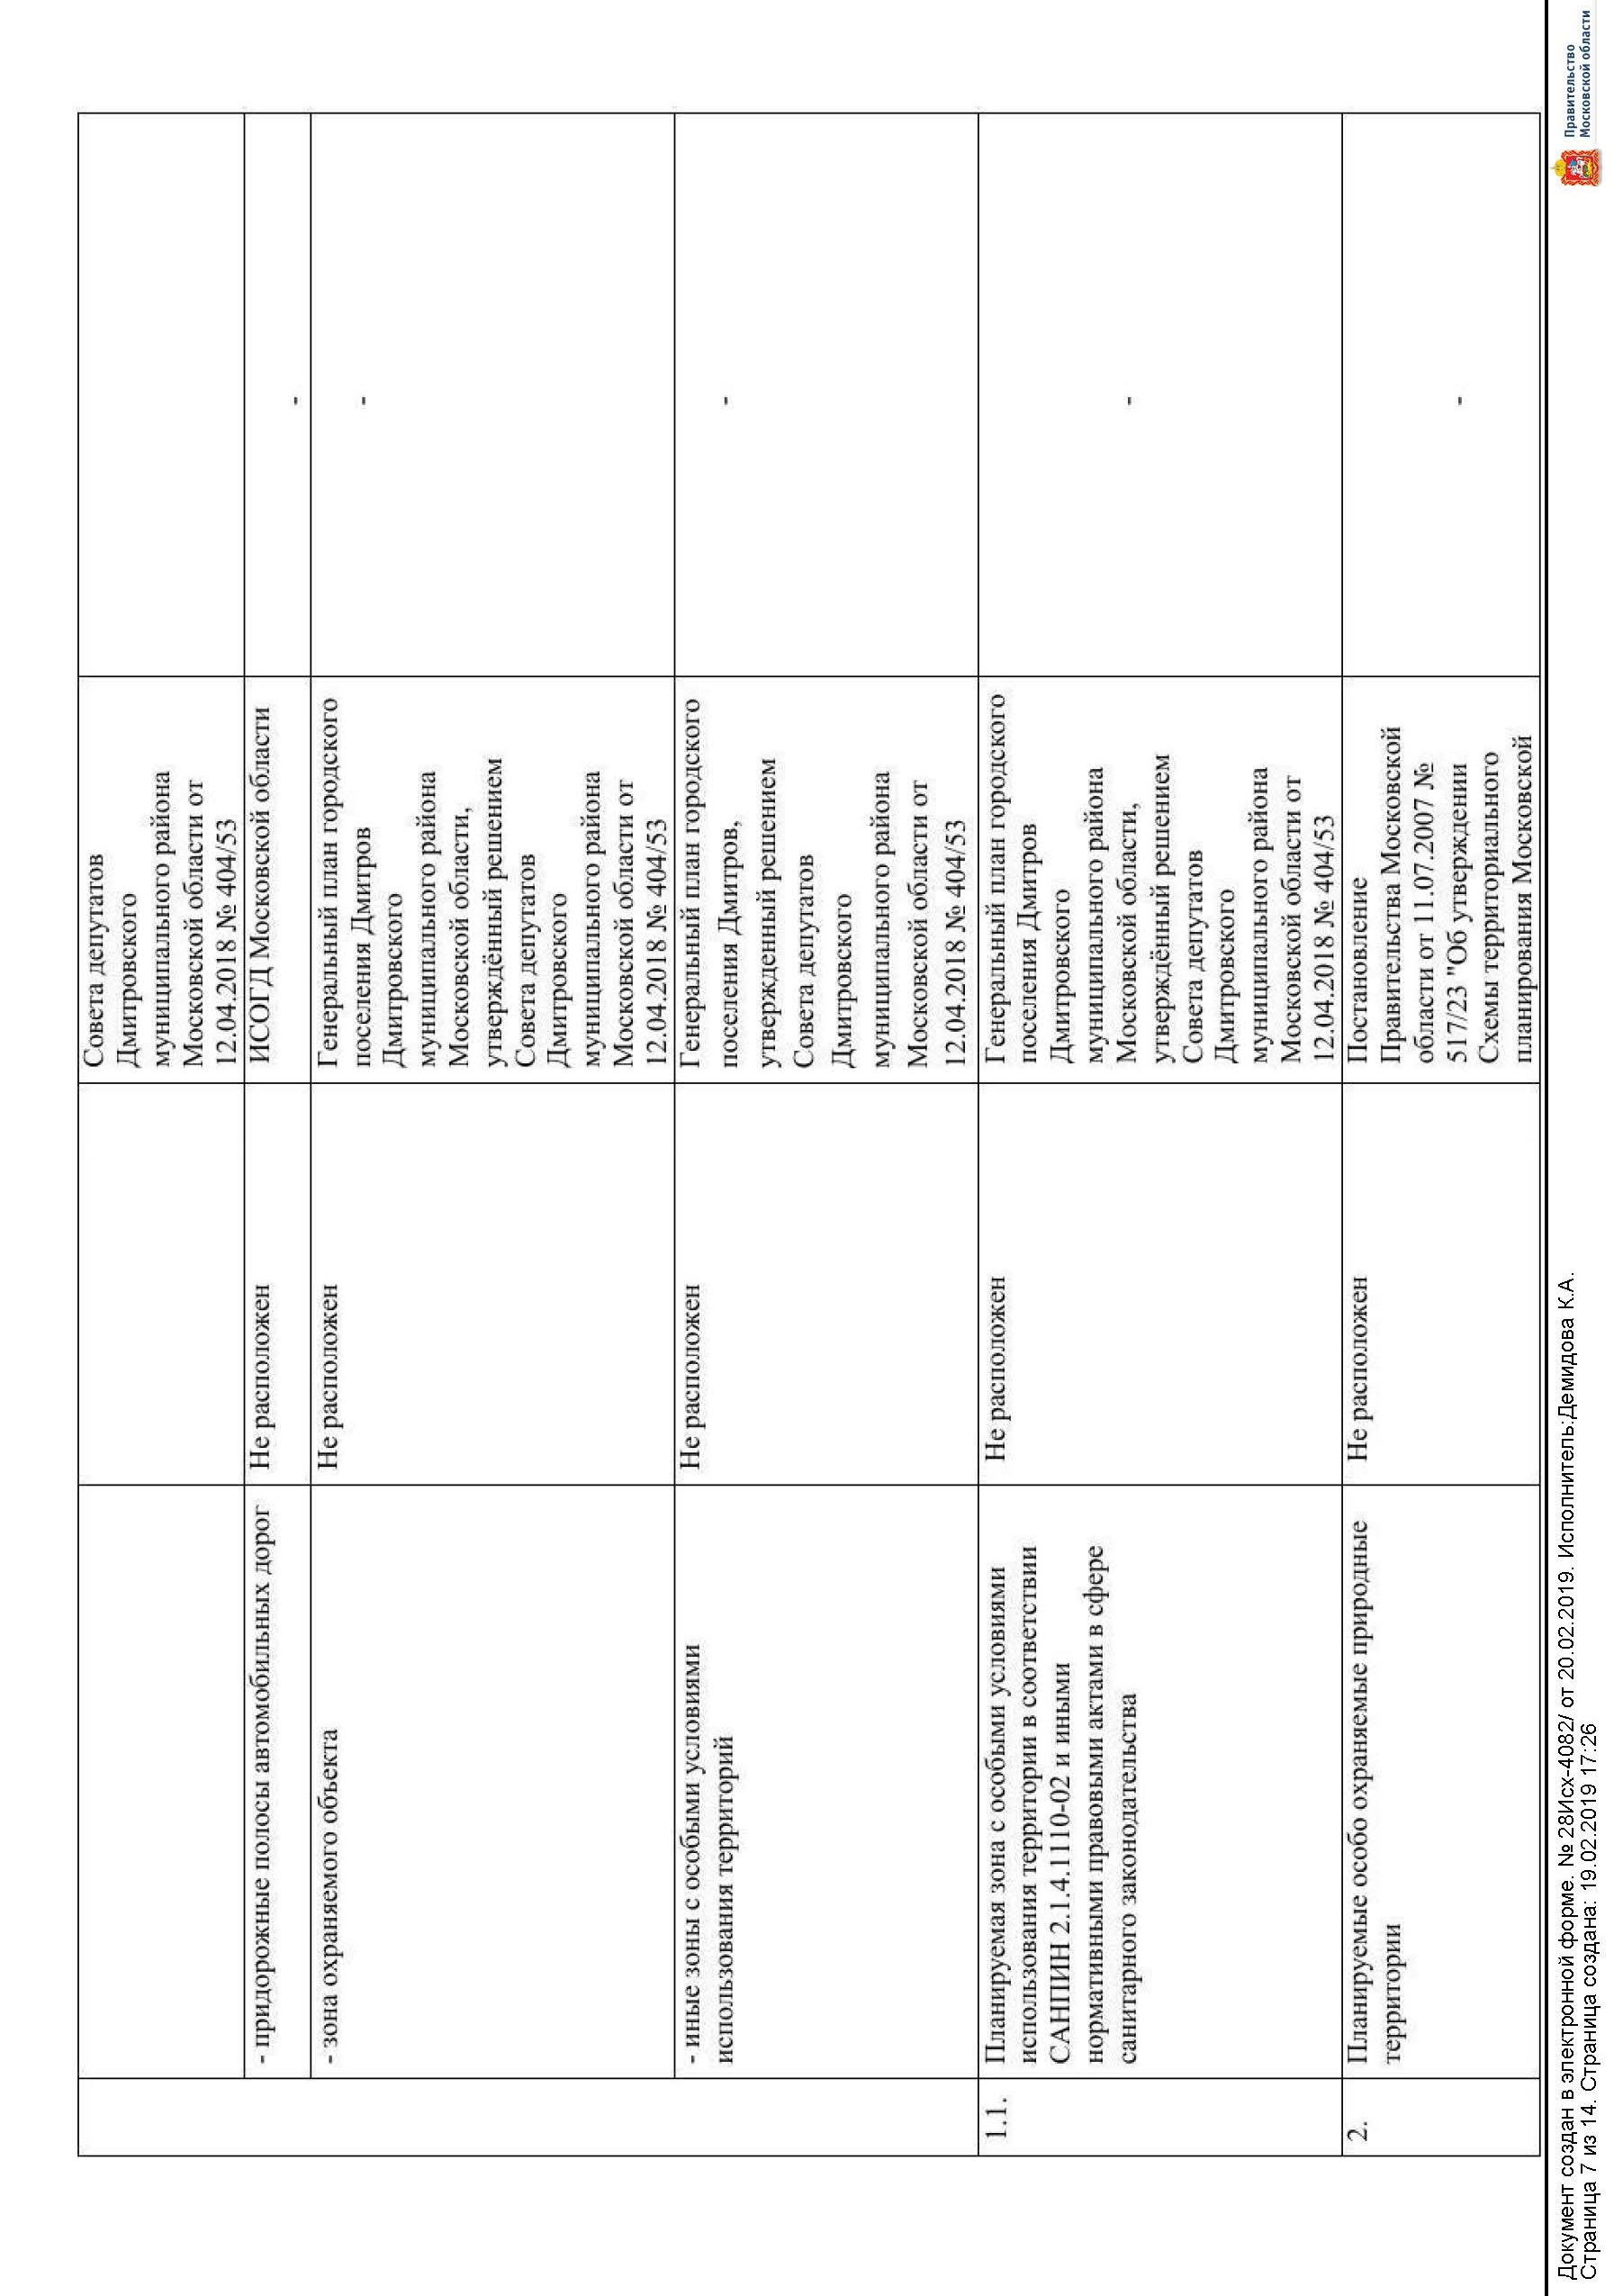 Совета депутатов
Дмитровского
муниципального района
Московской области от
12.04.2018 № 404/53
- придорожные полосы автомобильных дорог
Не расположен
ИСОГД Московской области
-
- зона охраняемого объекта
Не расположен
Генеральный план городского
поселения Дмитров
Дмитровского
муниципального района
Московской области,
утверждённый решением
Совета депутатов
Дмитровского
муниципального района
Московской области от
12.04.2018 № 404/53
-
- иные зоны с особыми условиями
использования территорий
Не расположен
Генеральный план городского
поселения Дмитров,
утвержденный решением
Совета депутатов
Дмитровского
муниципального района
Московской области от
12.04.2018 № 404/53
-
1.1.
Планируемая зона с особыми условиями
использования территории в соответствии
САНПИН 2.1.4.1110-02 и иными
нормативными правовыми актами в сфере
санитарного законодательства
Не расположен
Генеральный план городского
поселения Дмитров
Дмитровского
муниципального района
Московской области,
утверждённый решением
Совета депутатов
Дмитровского
муниципального района
Московской области от
12.04.2018 № 404/53
-
2.
Планируемые особо охраняемые природные
территории
Не расположен
Постановление
Правительства Московской
области от 11.07.2007 №
517/23 "Об утверждении
Схемы территориального
планирования Московской
-
Документ создан в электронной форме. № 28Исх-4082/ от 20.02.2019. Исполнитель:Демидова К.А.
Страница 7 из 14. Страница создана: 19.02.2019 17:26
Правительство
Московской области